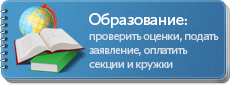 Образование:
проверить оценки, подать
заявление, оплатить
секции и кружки